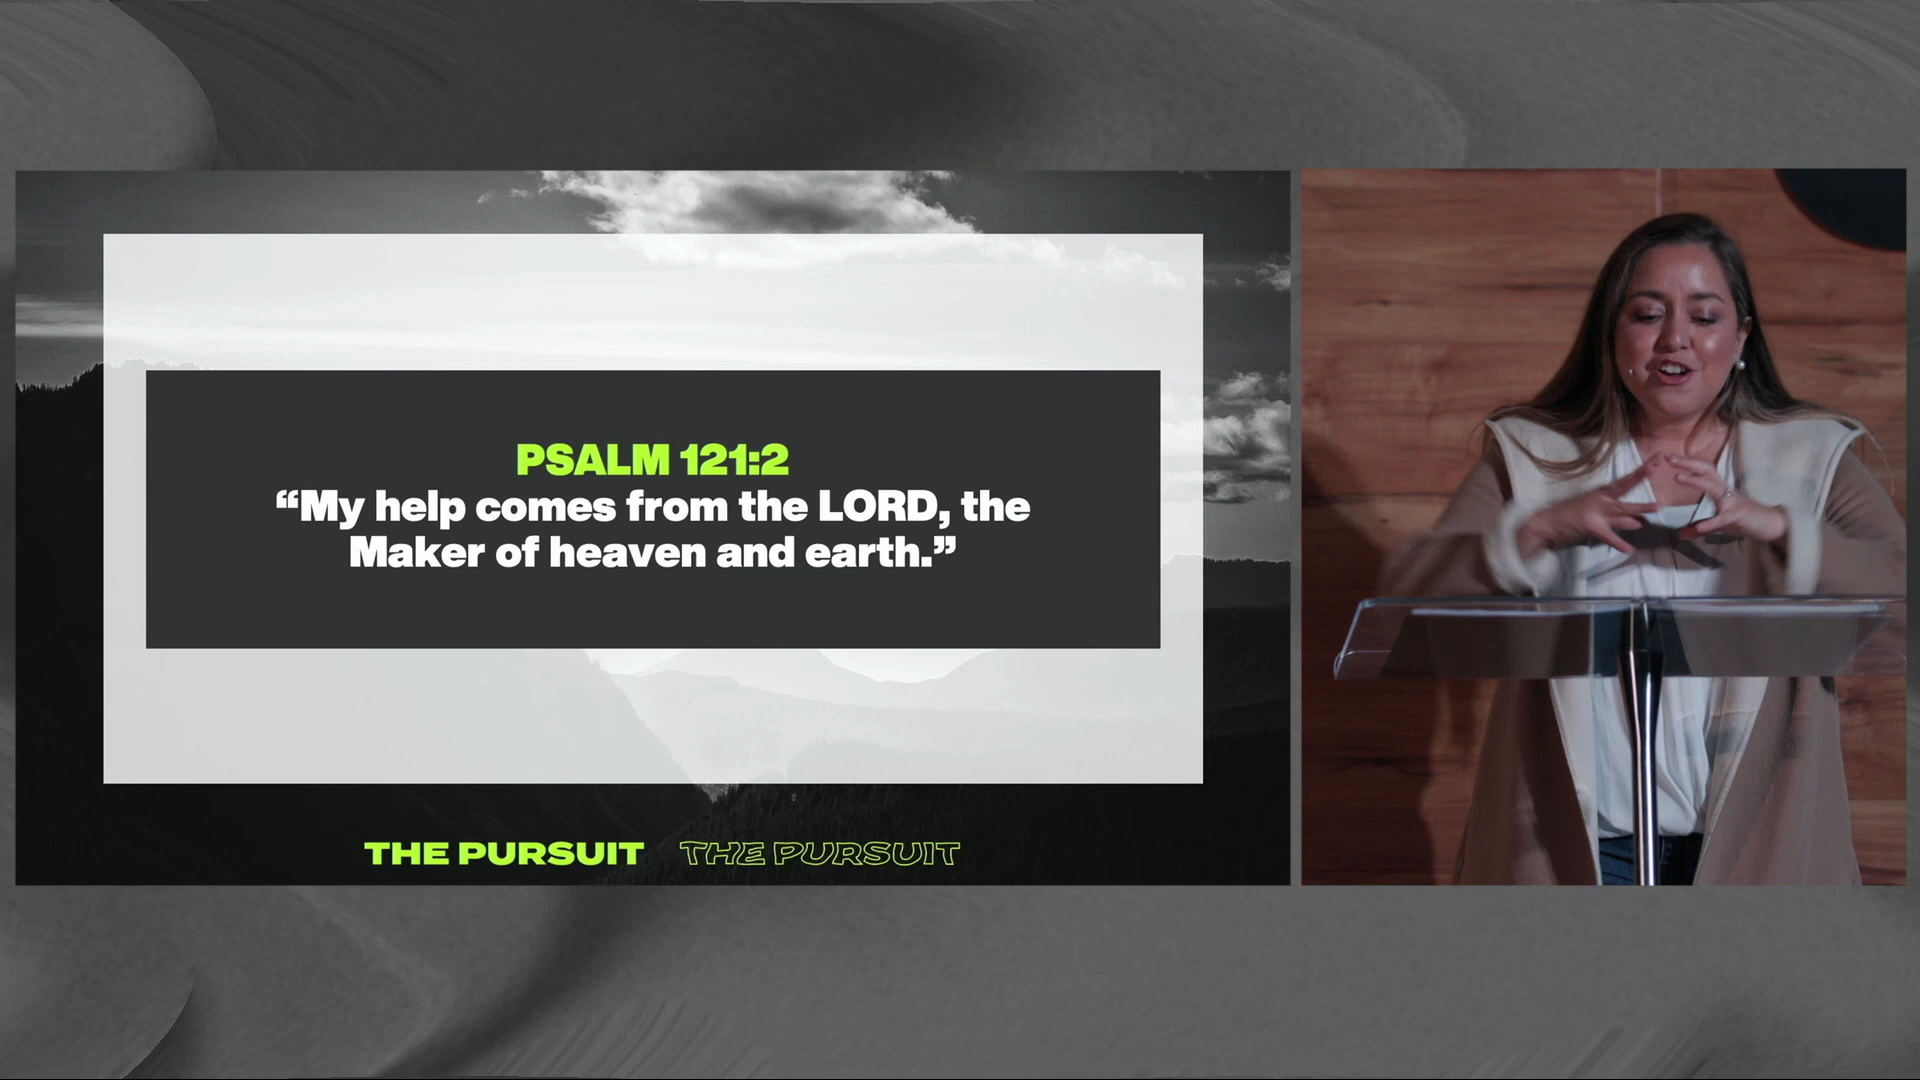 PSALM 121:2
“My help comes from the LORD, the
Maker of heaven and earth.”
THE PURSUIT THE PURSUIT